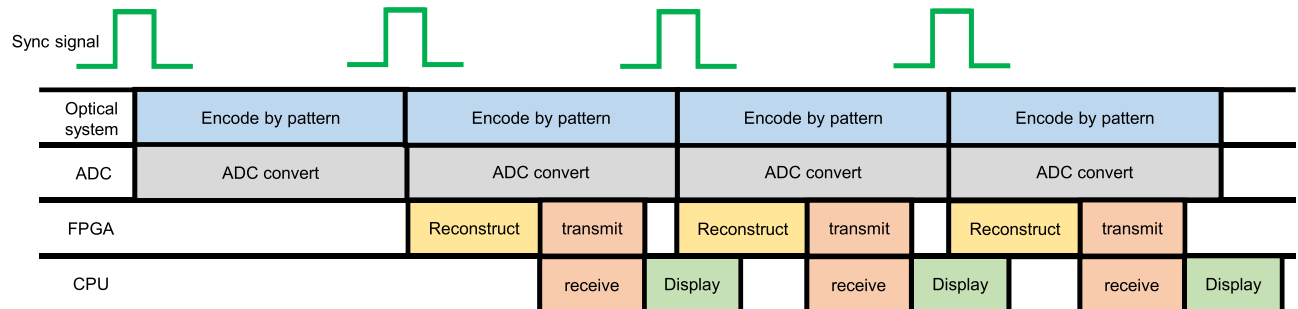 Sync signal
Optical
system
Encode by pattern Encode by pattern Encode by pattern Encode by pattern
ADC ADC convert ADC convert ADC convert ADC convert
FPGA Reconstruct transmit Reconstruct transmit Reconstruct transmit
CPU receive Display receive Display receive Display